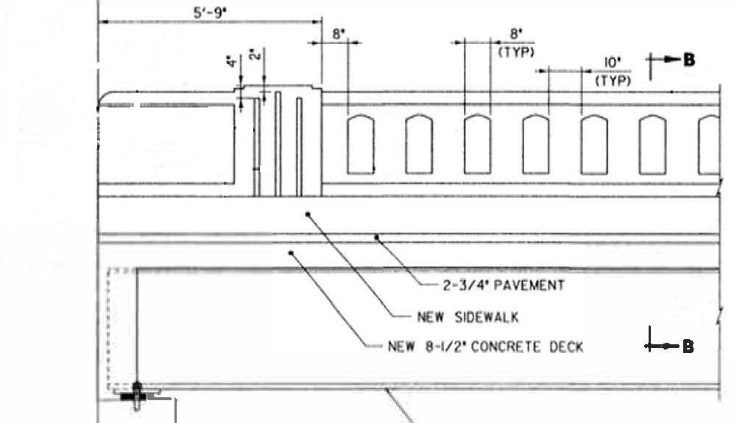 5'-9"
8"
8"
(TYP)
4"
2"
10"
(TYP)
B
2-3/4" PAVEMENT
NEW SIDEWALK
NEW 8-1/2" CONCRETE DECK
B